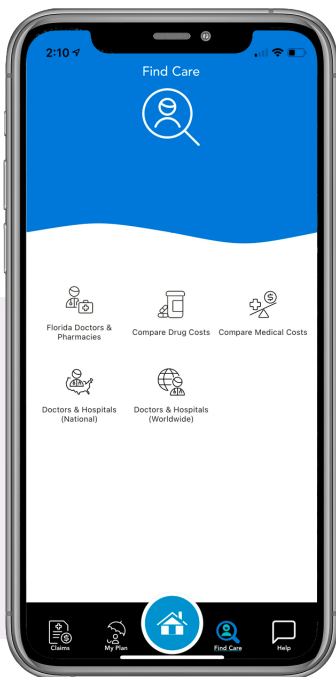 2:10
Find Care
Florida Doctors &
Pharmacies
Compare Drug Costs
Compare Medical Costs
Doctors & Hospitals
(National)
Doctors & Hospitals
(Worldwide)
Claims
My Plan
Find Care
Help